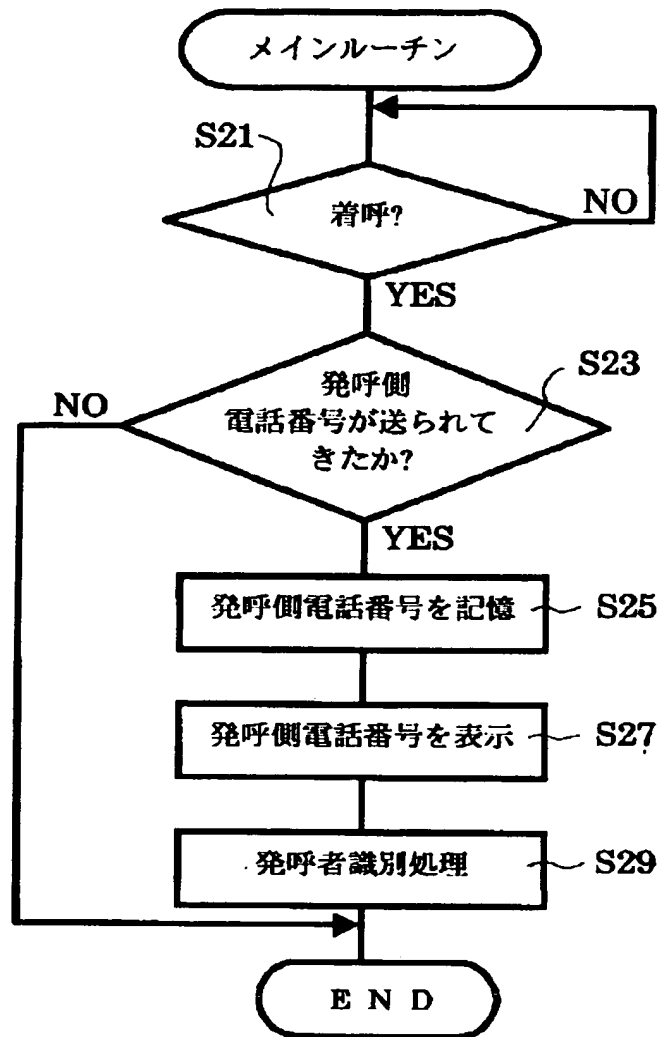 メインルーチン
S21
着呼?
NO
YES
S23
発呼側
電話番号が送られて
きたか?
NO
YES
発呼側電話番号を記憶
S25
発呼側電話番号を表示
S27
発呼者識別処理
S29
E N D